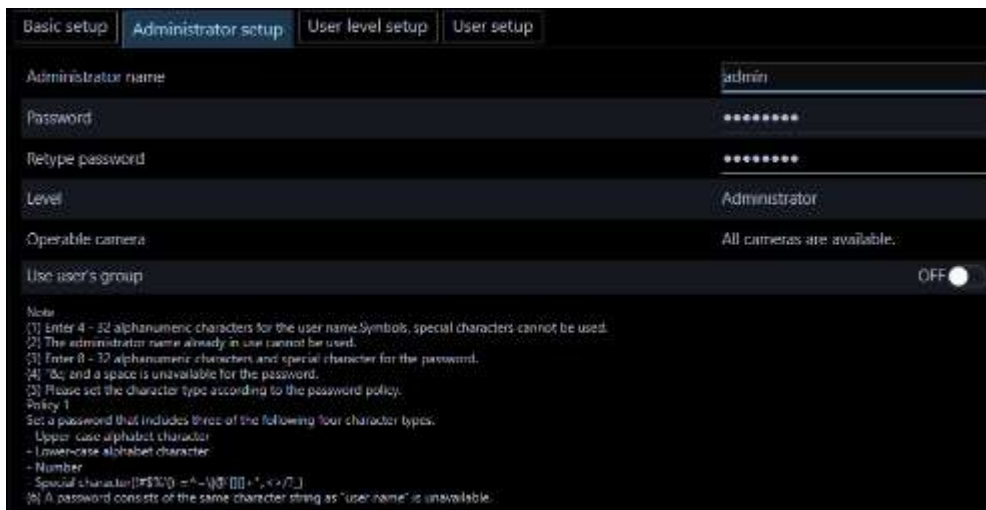 Basic setup Administrator setup User level setup User setup
Administrator name admin
Password ●●●●●●●●
Retype password ●●●●●●●●
Level Administrator
Operable camera All cameras are available.
Use user's group OFF
Note
(1) Enter 4 - 32 alphanumeric characters for the user name.Symbols, special characters cannot be used.
(2) The administrator name already in use cannot be used.
(3) Enter 8 - 32 alphanumeric characters and special character for the password.
(4) "&; and a space is unavailable for the password.
(5) Please set the character type according to the password policy.
Policy 1
Set a password that includes three of the following four character types.
- Upper-case alphabet character
- Lower-case alphabet character
- Number
- Special character
(6) A password consists of the same character string as "user name" is unavailable.